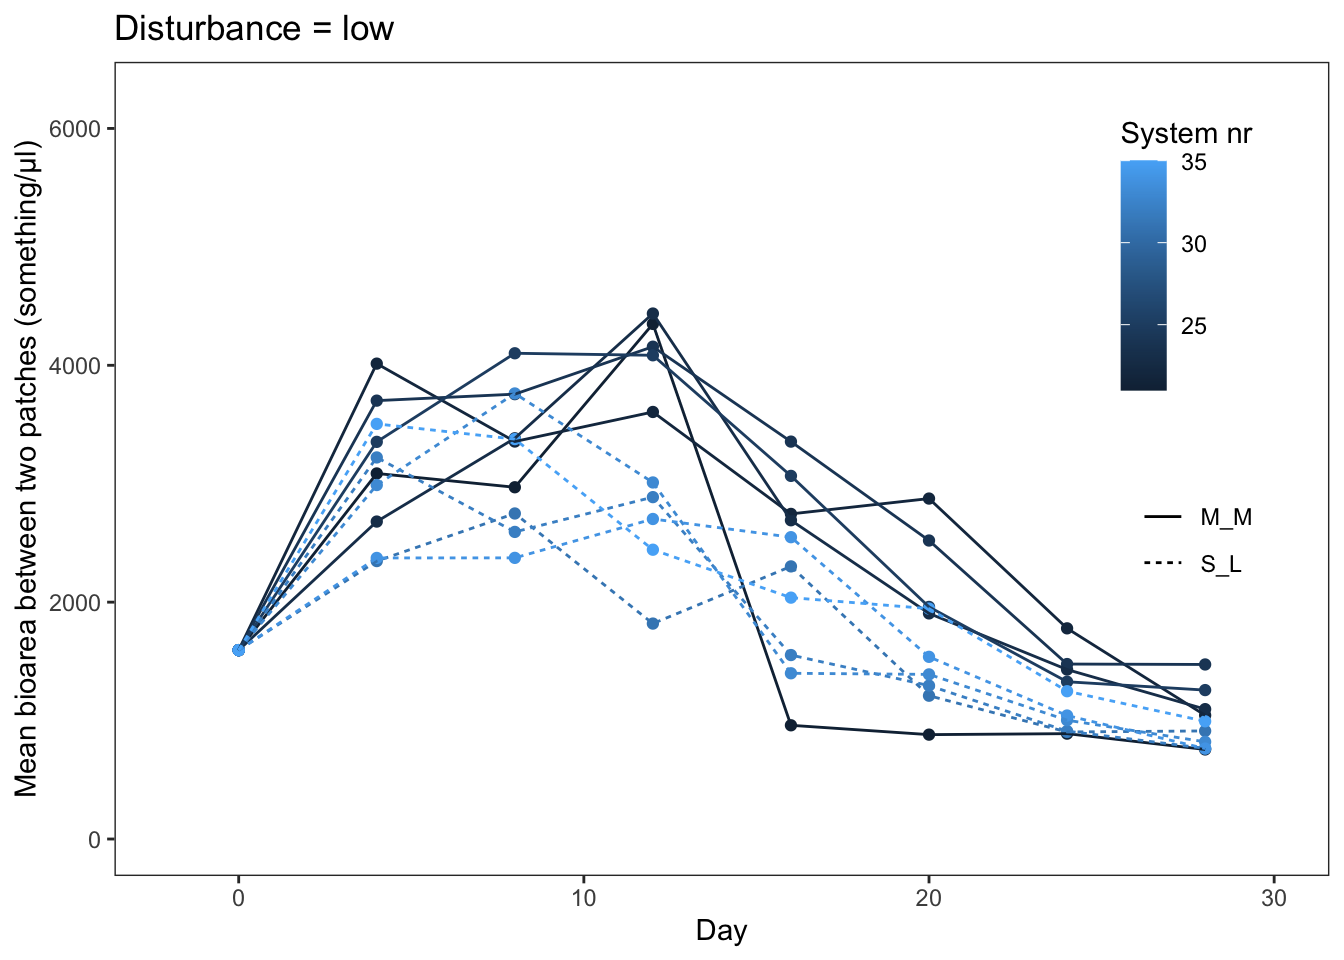 Disturbance = low
Mean bioarea between two patches (something/µl)
6000
4000
2000
0
0
10
20
30
Day
System nr
35
30
25
M_M
S_L